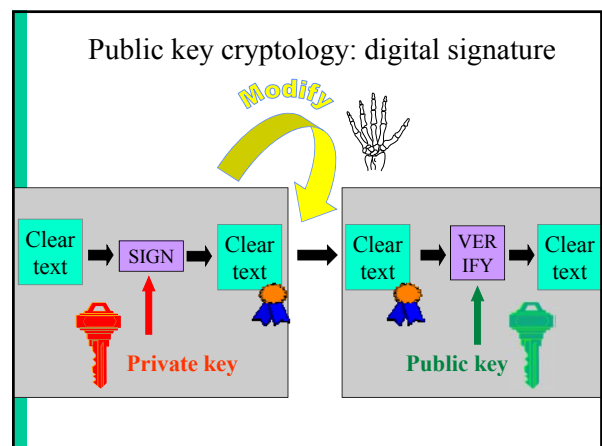 Public key cryptology: digital signature
Modify
Clear
text
SIGN
Clear
text
Private key
Clear
text
VER
IFY
Clear
text
Public key